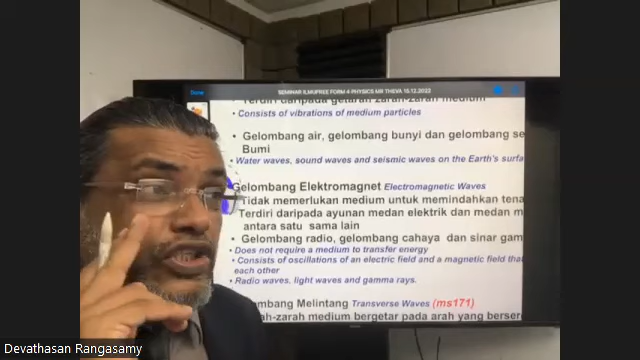 Done
SEMINAR ILMUFREE FORM 4 PHYSICS MR THEVA 15.12.2022
Terdiri daripada getaran zarah-zarah medium
• Consists of vibrations of medium particles
• Gelombang air, gelombang bunyi dan gelombang se
Bumi
• Water waves, sound waves and seismic waves on the Earth's surfa
Gelombang Elektromagnet Electromagnetic Waves
Tidak memerlukan medium untuk memindahkan tena
Terdiri daripada ayunan medan elektrik dan medan m
antara satu sama lain
• Gelombang radio, gelombang cahaya dan sinar gam
• Does not require a medium to transfer energy
• Consists of oscillations of an electric field and a magnetic field tha
each other
• Radio waves, light waves and gamma rays.
ombang Melintang Transverse Waves (ms171)
ah-zarah medium bergetar pada arah yang berser
Devathasan Rangasamy